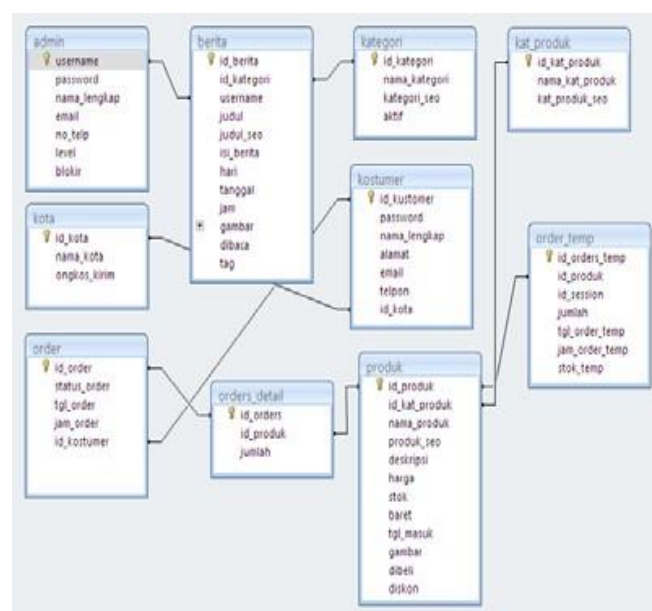 admin
username
password
nama_lengkap
email
no_telp
level
blokir
berita
id_berita
id_kategori
username
judul
judul_seo
isi_berita
hari
tanggal
jam
gambar
dibaca
tag
kategori
id_kategori
nama_kategori
kategori_seo
aktif
kat_produk
id_kat_produk
nama_kat_produk
kat_produk_seo
kota
id_kota
nama_kota
ongkos_kirim
kostumer
id_kustomer
password
nama_lengkap
alamat
email
telpon
id_kota
order_temp
id_orders_temp
id_produk
id_session
jumlah
tgl_order_temp
jam_order_temp
stok_temp
order
id_order
status_order
tgl_order
jam_order
id_kostumer
orders_detail
id_orders
id_produk
jumlah
produk
id_produk
id_kat_produk
nama_produk
produk_seo
deskripsi
harga
stok
baret
tgl_masuk
gambar
dibeli
diskon